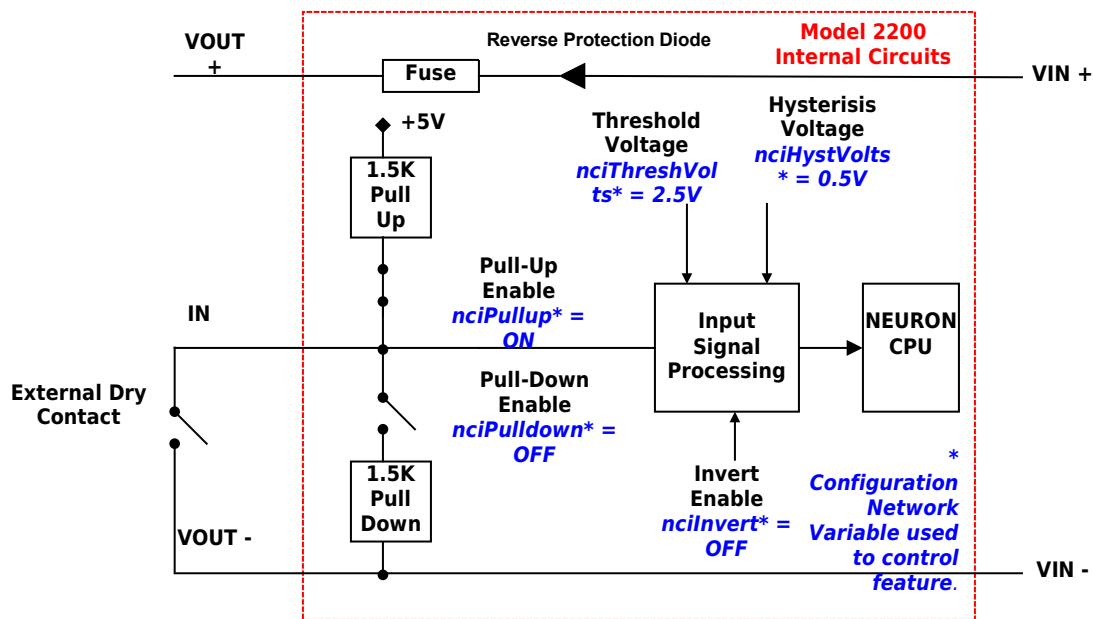 VOUT
+
Reverse Protection Diode
Model 2200
Internal Circuits
Fuse
VIN +
+5V
Threshold
Voltage
nciThreshVol
ts* = 2.5V
Hysterisis
Voltage
nciHystVolts
* = 0.5V
1.5K
Pull
Up
Pull-Up
Enable
nciPullup* =
ON
IN
Input
Signal
Processing
NEURON
CPU
External Dry
Contact
Pull-Down
Enable
nciPulldown* =
OFF
1.5K
Pull
Down
Invert
Enable
nciInvert* =
OFF
*
Configuration
Network
Variable used
to control
feature.
VOUT -
VIN -